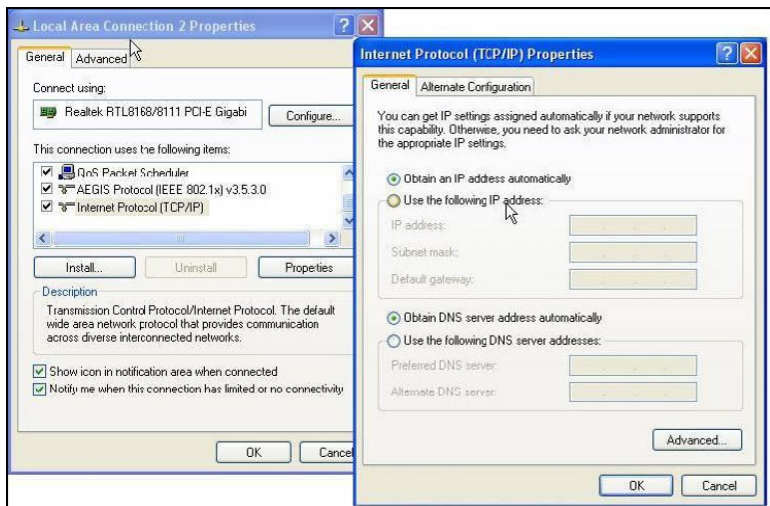 Local Area Connection 2 Properties
General Advanced
Connect using:
Realtek RTL8168/8111 PCI-E Gigabi
Configure...
This connection uses the following items:
QoS Packet Scheduler
AEGIS Protocol (IEEE 802.1x) v3.5.3.0
Internet Protocol (TCP/IP)
Install... Uninstall Properties
Description
Transmission Control Protocol/Internet Protocol. The default
wide area network protocol that provides communication
across diverse interconnected networks.
Show icon in notification area when connected
Notify me when this connection has limited or no connectivity
OK Cancel
Internet Protocol (TCP/IP) Properties
General Alternate Configuration
You can get IP settings assigned automatically if your network supports
this capability. Otherwise, you need to ask your network administrator for
the appropriate IP settings.
Obtain an IP address automatically
Use the following IP address:
IP address:
Subnet mask:
Default gateway:
Obtain DNS server address automatically
Use the following DNS server addresses:
Preferred DNS server:
Alternate DNS server:
Advanced...
OK Cancel